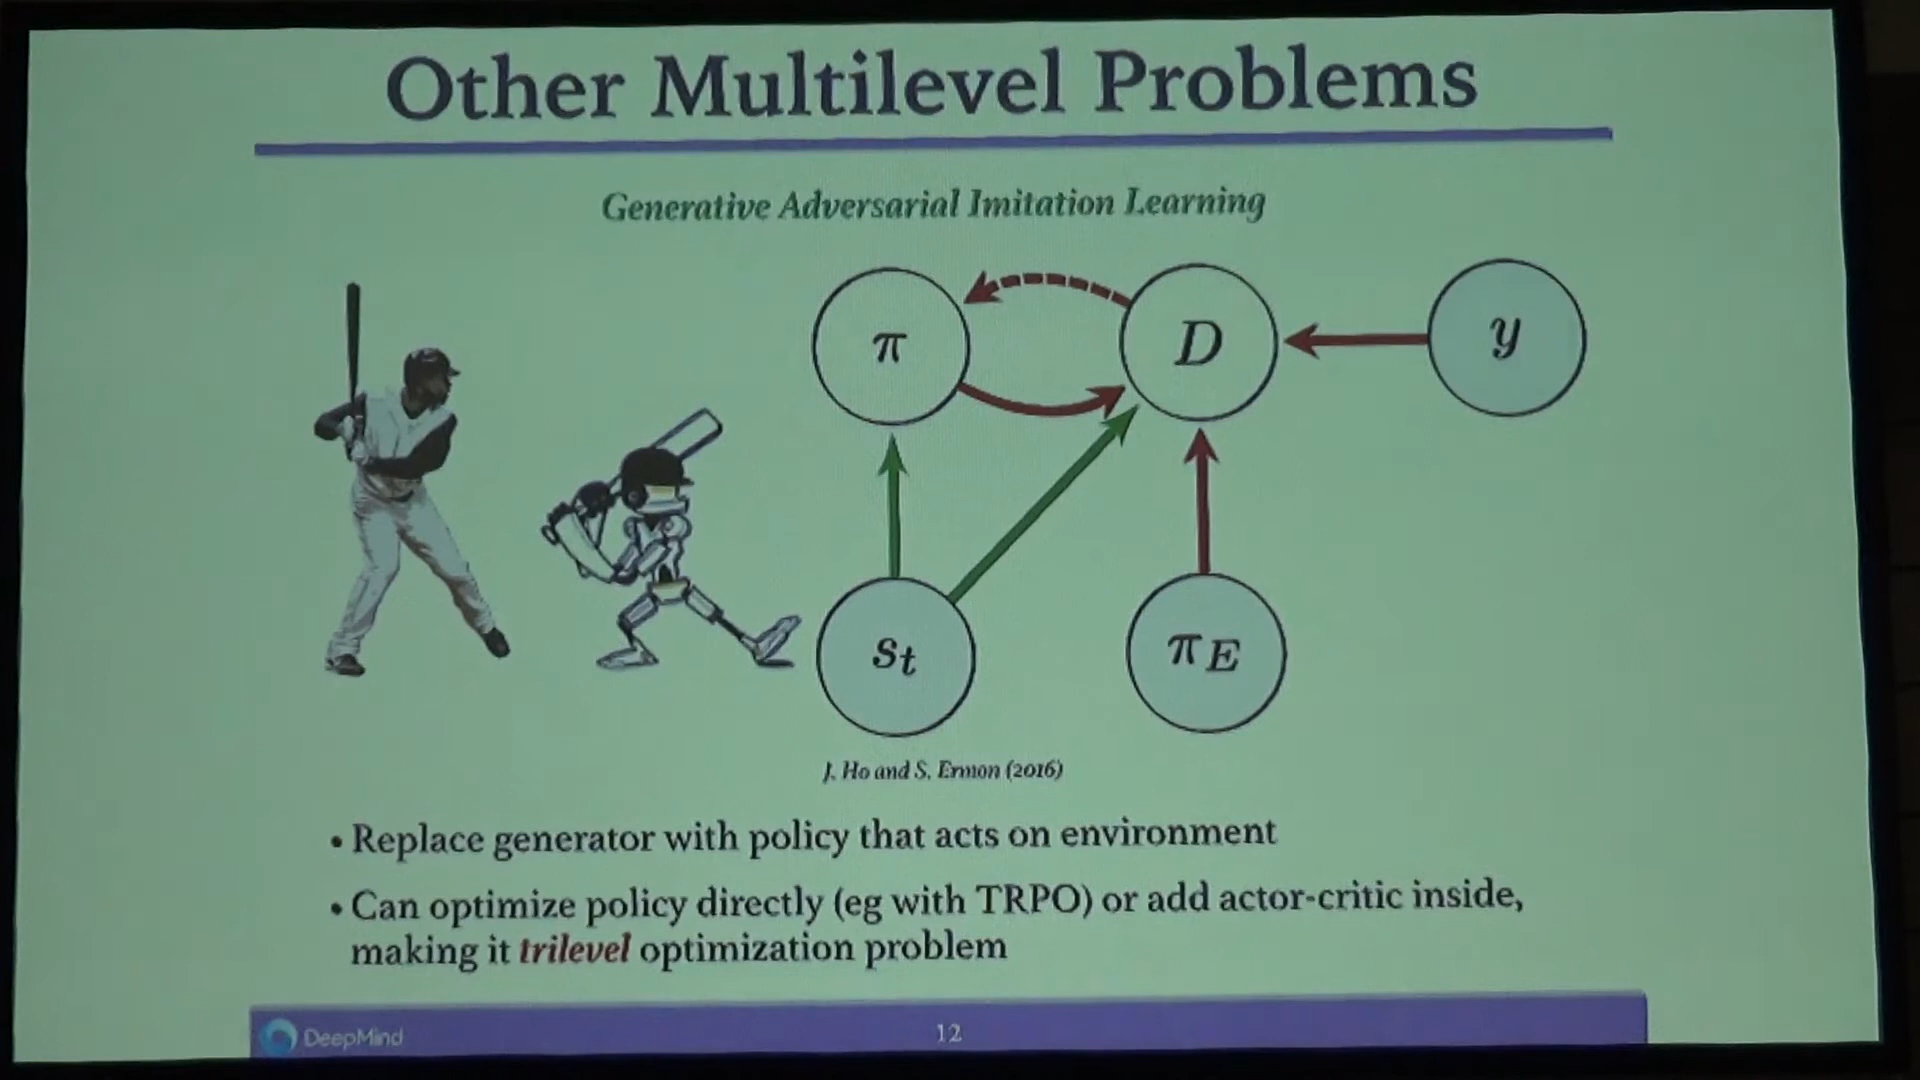 Other Multilevel Problems
Generative Adversarial Imitation Learning
π
D
y
st
πE
J. Ho and S. Ermon (2016)
• Replace generator with policy that acts on environment
• Can optimize policy directly (eg with TRPO) or add actor-critic inside,
making it trilevel optimization problem
DeepMind
12